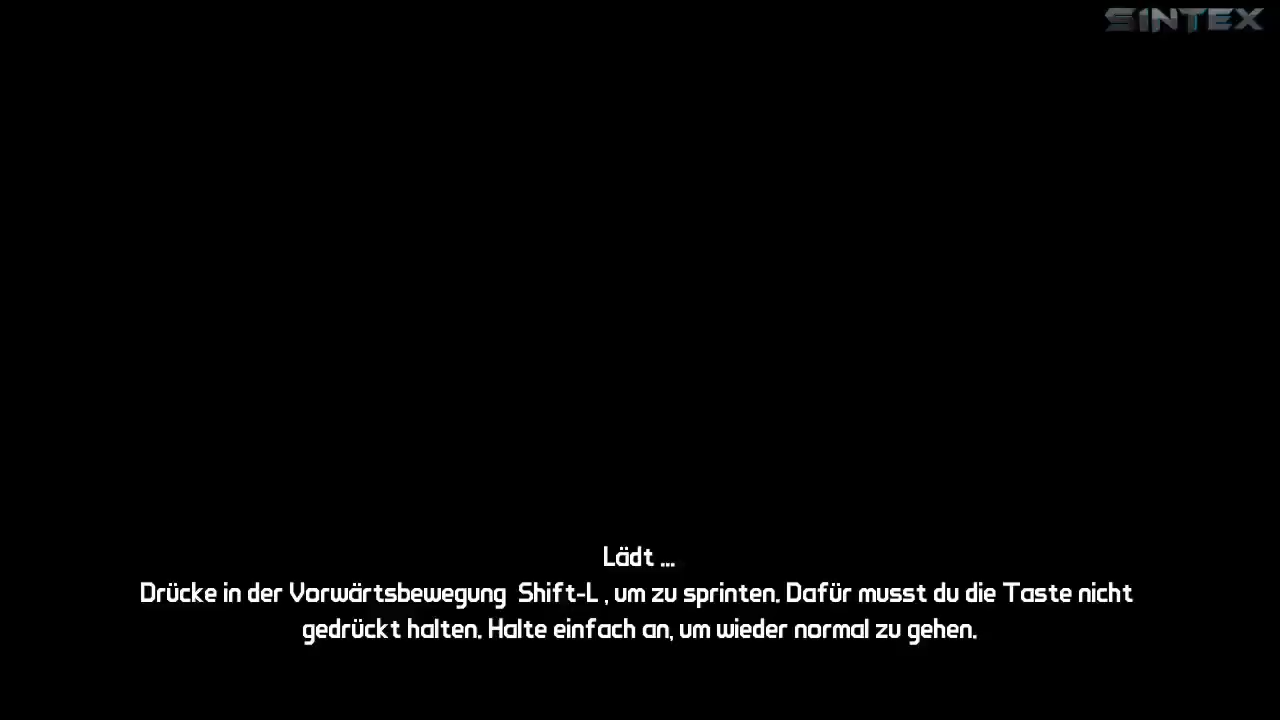 SINTEX
Lädt ...
Drücke in der Vorwärtsbewegung Shift-L , um zu sprinten. Dafür musst du die Taste nicht
gedrückt halten. Halte einfach an, um wieder normal zu gehen.